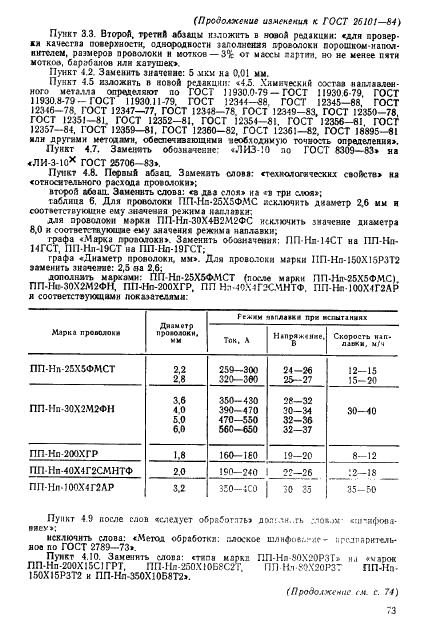 (Продолжение изменения к ГОСТ 26101—84)
Пункт 3.3. Второй, третий абзацы изложить в новой редакции: «для провер-
ки качества поверхности, однородности заполнения проволоки порошком-напол-
нителем, размеров проволоки и мотков — 3% от массы партии, но не менее пяти
мотков, барабанов или катушек».
Пункт 4.2. Заменить значение: 5 мкм на 0,01 мм.
Пункт 4.5 изложить в новой редакции: «4.5. Химический состав наплавлен-
ного металла определяют по ГОСТ 11930.0-79 — ГОСТ 11930.6-79, ГОСТ
11930.8-79 — ГОСТ 11930.11-79, ГОСТ 12344—88, ГОСТ 12345—88, ГОСТ
12346—78, ГОСТ 12347—77, ГОСТ 12348—78, ГОСТ 12349—83, ГОСТ 12350—78,
ГОСТ 12351—81, ГОСТ 12352—81, ГОСТ 12354—81, ГОСТ 12356—81, ГОСТ
12357—84, ГОСТ 12359—81, ГОСТ 12360—82, ГОСТ 12361—82, ГОСТ 18895—81
или другими методами, обеспечивающими необходимую точность определения».
Пункт 4.7. Заменить обозначение: «ЛИЗ-10 по ГОСТ 8309—83» на
«ЛИ-3-10Х ГОСТ 25706—83».
Пункт 4.8. Первый абзац. Заменить слова: «технологических свойств» на
«относительного расхода проволоки»;
второй абзац. Заменить слова: «в два слоя» на «в три слоя»;
таблица 6. Для проволоки ПП-Нп-25Х5ФМС исключить диаметр 2,6 мм и
соответствующие ему значения режима наплавки;
для проволоки марки ПП-Нп-30Х4В2М2ФС исключить значение диаметра
8,0 и соответствующие ему значения режима наплавки;
графа «Марка проволоки». Заменить обозначения: ПП-Нп-14СТ на ПП-Нп-
14ГСТ, ПП-Нп-19СТ на ПП-Нп-19ГСТ;
графа «Диаметр проволоки, мм». Для проволоки марки ПП-Нп-150Х15Р3Т2
заменить значение: 2,5 на 2,6;
дополнить марками: ПП-Нп-25Х5ФМСТ (после марки ПП-Нп-25Х5ФМС),
ПП-Нп-30Х2М2ФН, ПП-Нп-200ХГР, ПП-Нп-40Х4Г2СМНТФ, ПП-Нп-100Х4Г2АР
и соответствующими показателями:
Марка проволоки Диаметр проволоки, мм Режим наплавки при испытаниях
Ток, А Напряжение, В Скорость наплавки, м/ч
ПП-Нп-25Х5ФМСТ 2,2 259—300 24—26 12—15
2,8 320—360 25—27 15—20
3,6 350—430 28—32
ПП-Нп-30Х2М2ФН 4,0 390—470 30—34 30—40
5,0 470—550 32—36
6,0 560—650 32—37
ПП-Нп-200ХГР 1,8 160—180 19—20 8—12
ПП-Нп-40Х4Г2СМНТФ 2,0 190—240 22—26 12—18
ПП-Нп-100Х4Г2АР 3,2 350—400 30—35 35—50
Пункт 4.9 после слов «следует обработать» дополнить словом: «шлифова-
нием»;
исключить слова: «Метод обработки: плоское шлифование предваритель-
ное по ГОСТ 2789—73».
Пункт 4.10. Заменить слова: «типа марки ПП-Нп-80Х20Р3Т» на «марок
ПП-Нп-200Х15С1ГРТ, ПП-Нп-250Х10Б8С2Т, ПП-Нп-80Х20Р3Т ПП-Нп-
150Х15Р3Т2 и ПП-Нп-350Х10Б8Т2».
(Продолжение см. с. 74)
73